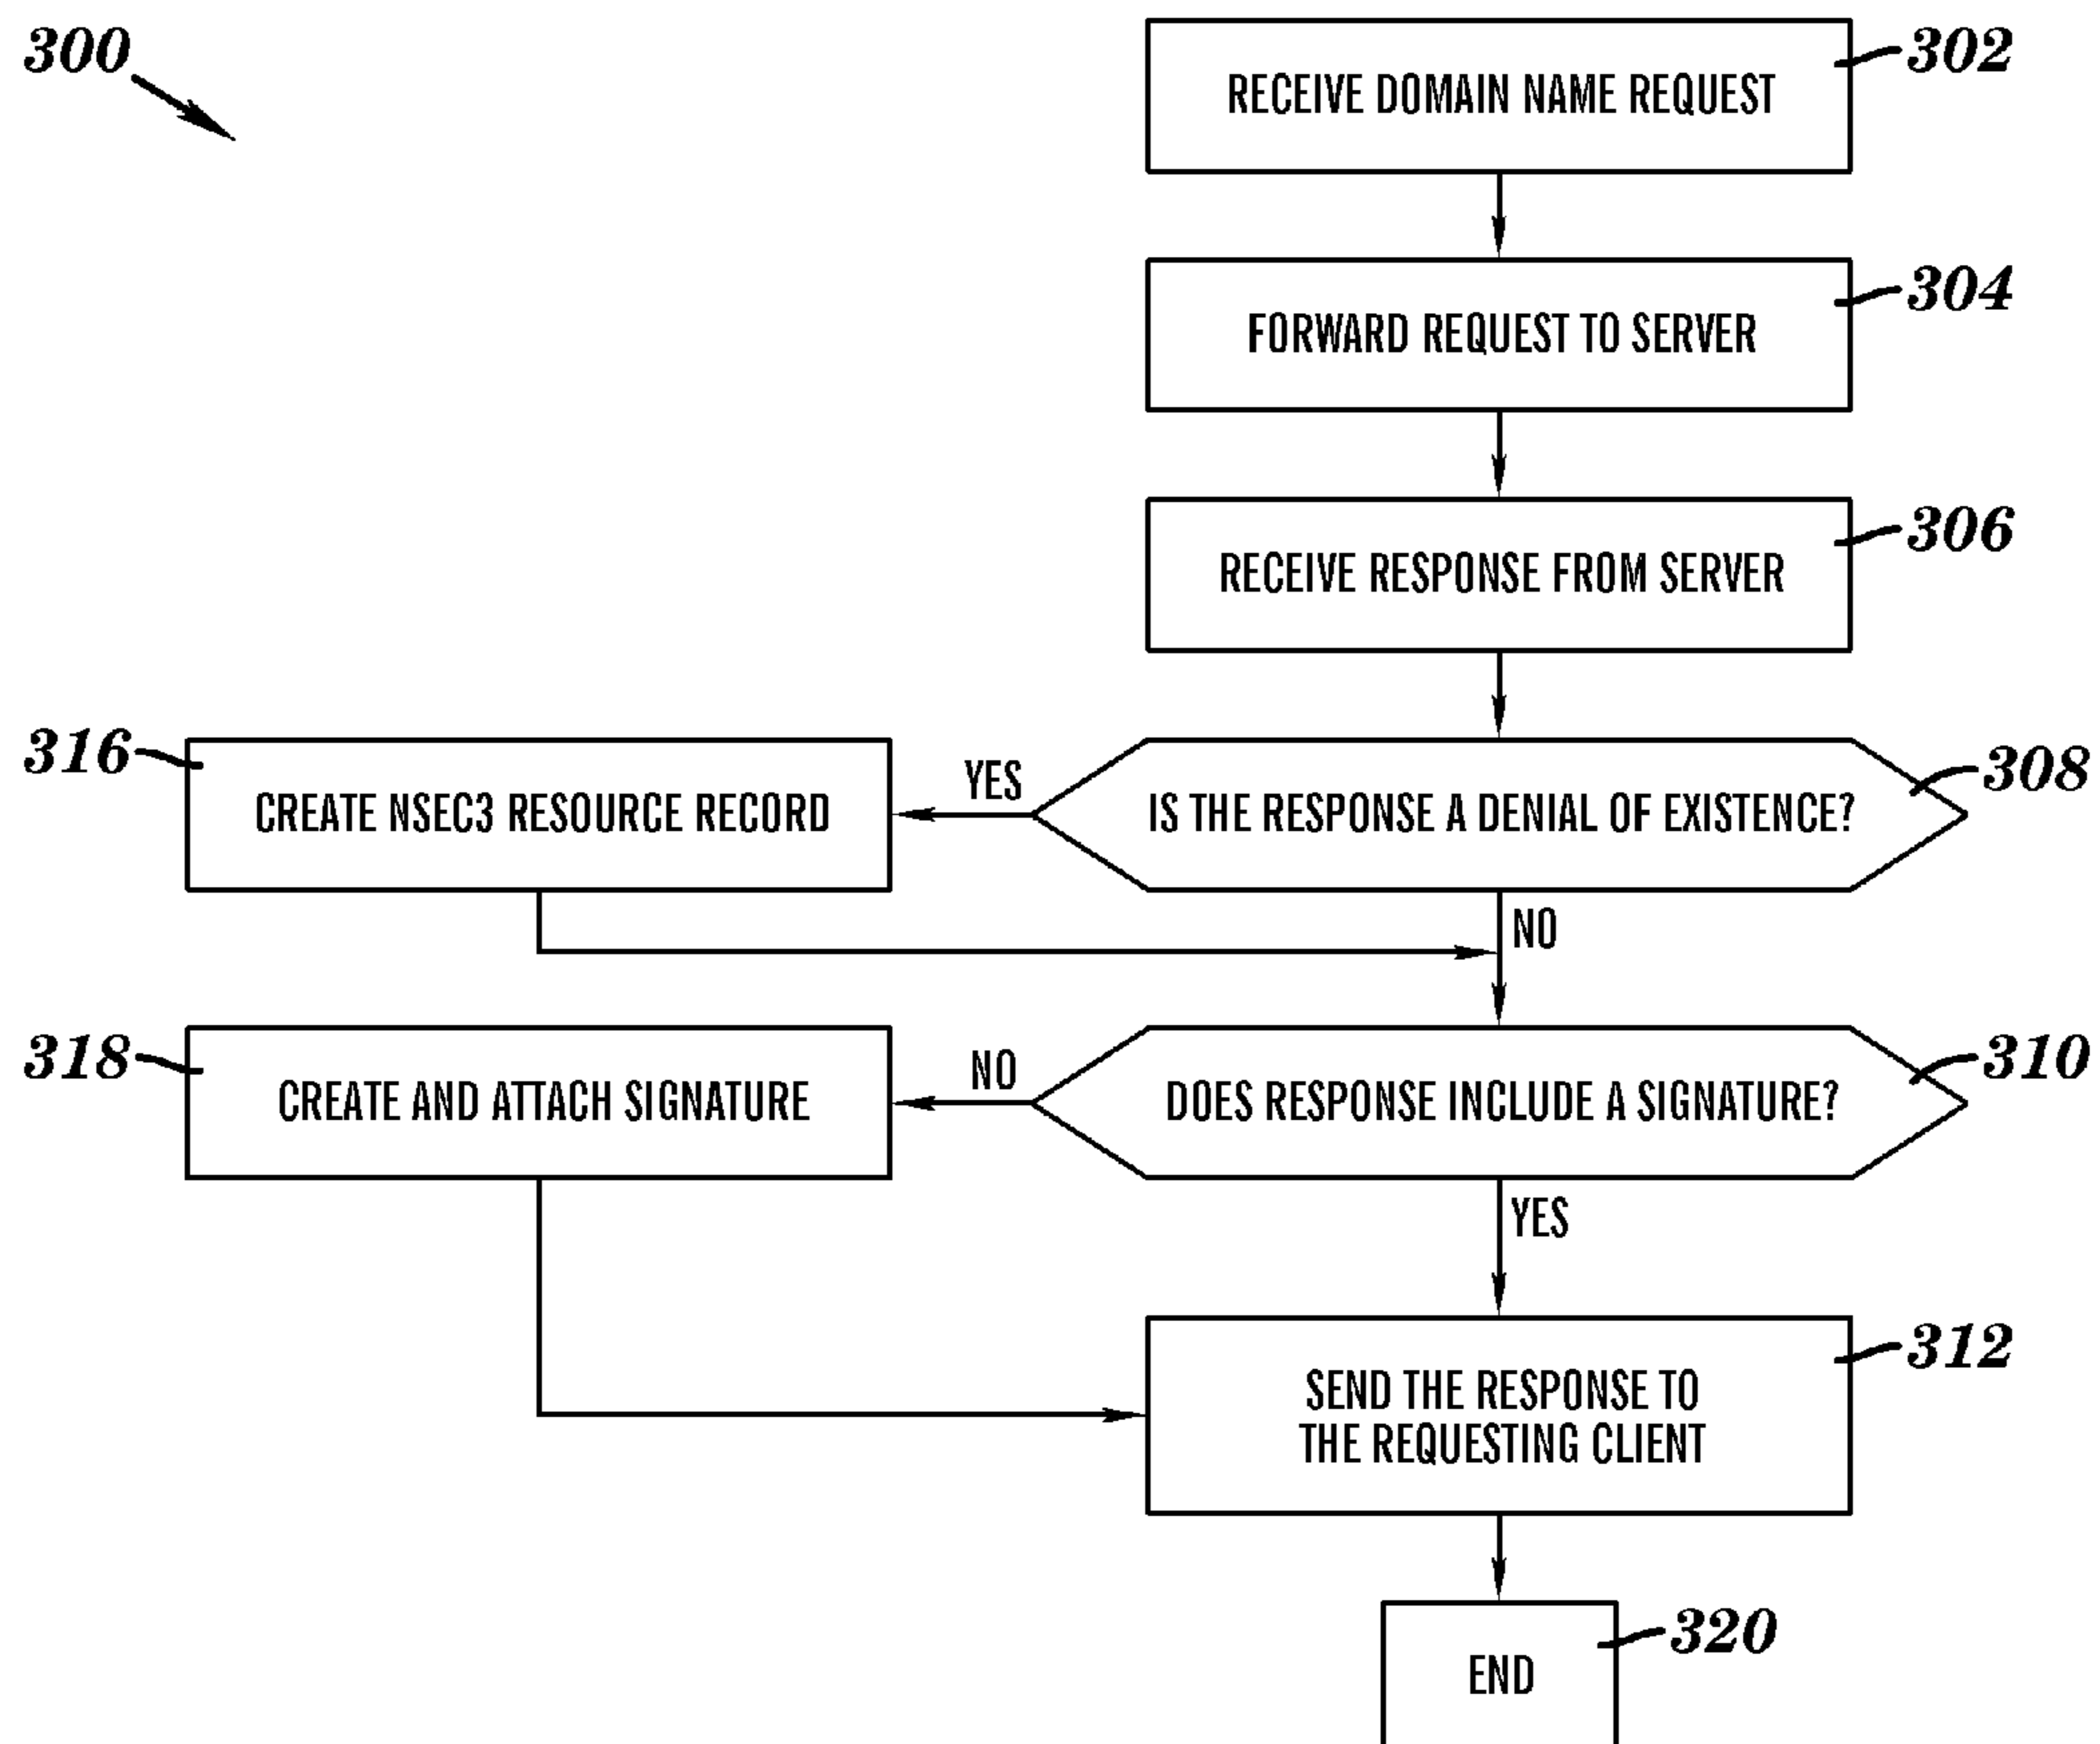 300
RECEIVE DOMAIN NAME REQUEST
302
FORWARD REQUEST TO SERVER
304
RECEIVE RESPONSE FROM SERVER
306
316
CREATE NSEC3 RESOURCE RECORD
YES
IS THE RESPONSE A DENIAL OF EXISTENCE?
308
NO
318
CREATE AND ATTACH SIGNATURE
NO
DOES RESPONSE INCLUDE A SIGNATURE?
310
YES
SEND THE RESPONSE TO
THE REQUESTING CLIENT
312
END
320